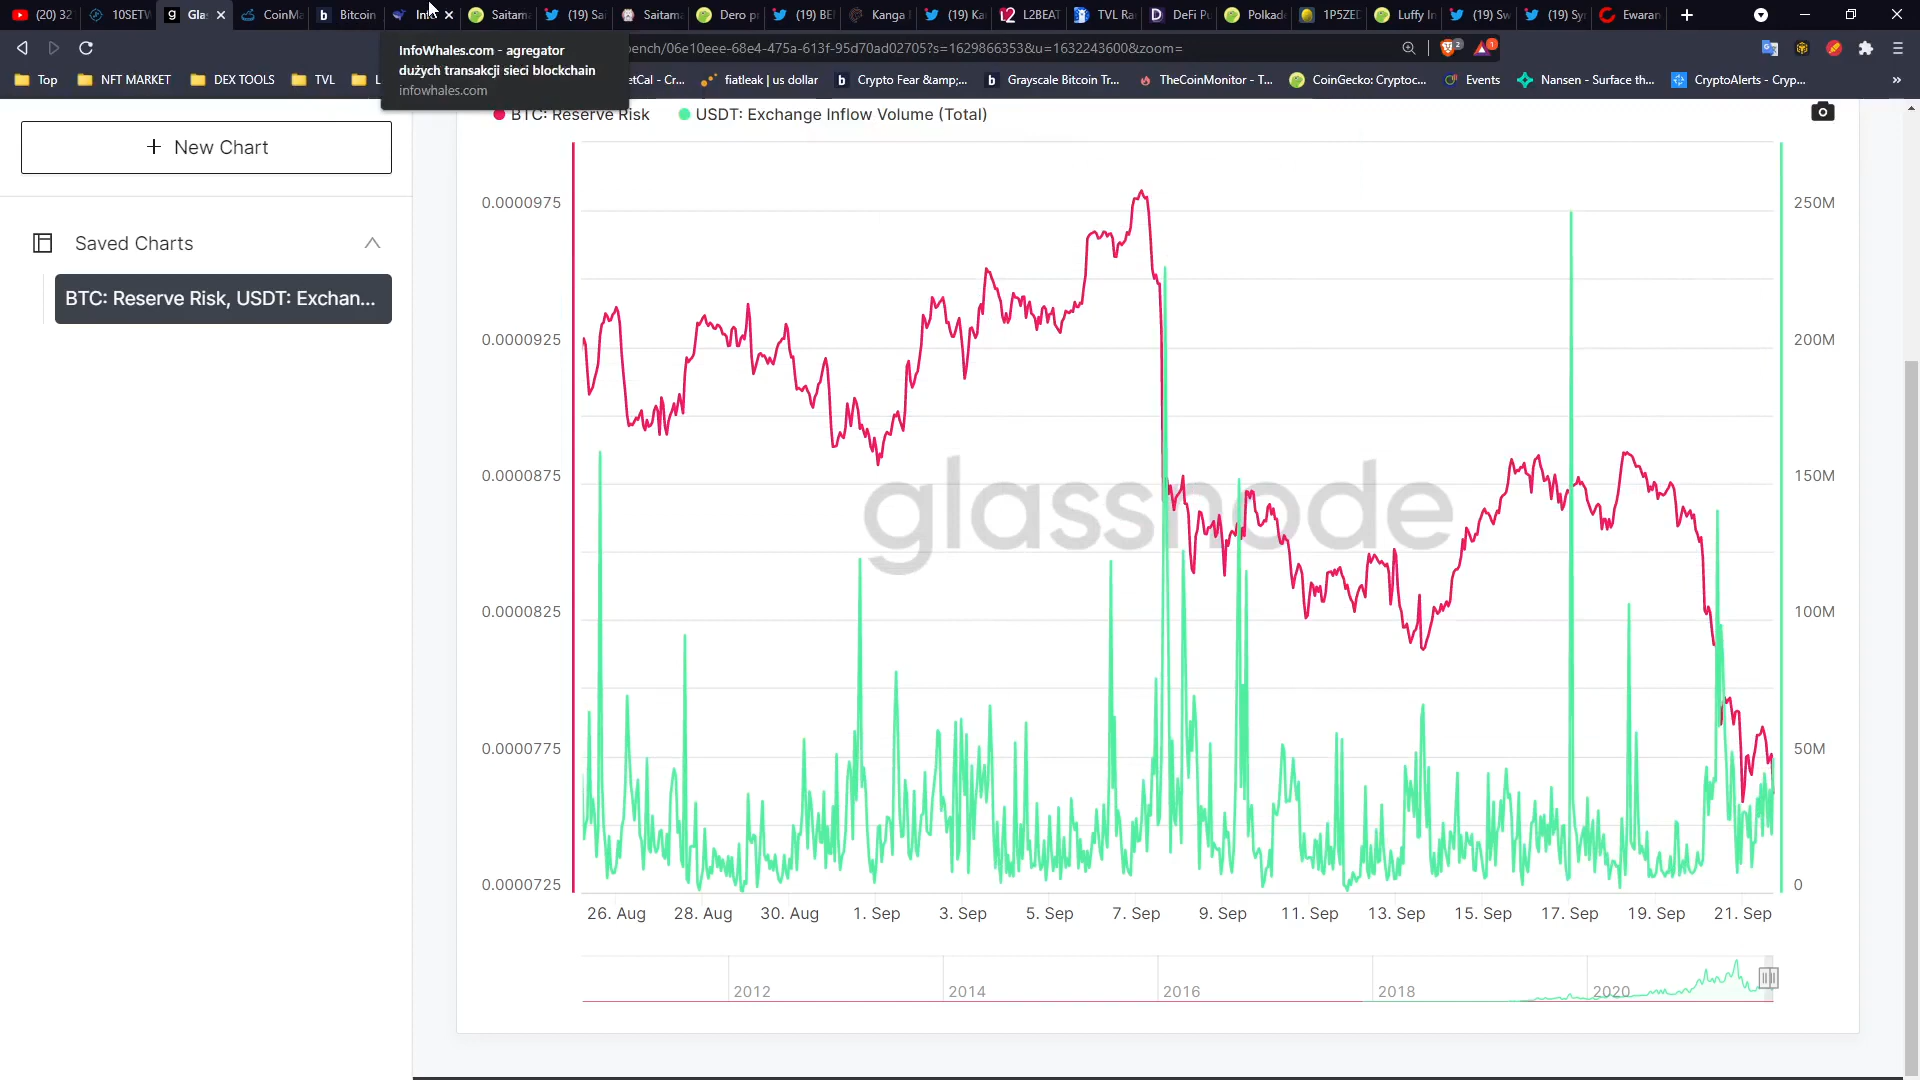 (20) 32
10SETW
Gla
CoinMa
Bitcoin
Inf
Saitam
(19) Sa
Saitam
Dero p
(19) BE
Kanga
(19) Ka
L2BEAT
TVL Ra
DeFi Pu
Polkad
1P5ZED
Luffy In
(19) Sw
(19) Sy
Ewaran
ench/06e10eee-68e4-475a-613f-95d70ad02705?s=1629866353&u=1632243600&zoom=
InfoWhales.com - agregator
dużych transakcji sieci blockchain
infowhales.com
Top
NFT MARKET
DEX TOOLS
TVL
L
etCal - Cr...
fiatleak | us dollar
Crypto Fear &amp;...
Grayscale Bitcoin Tr...
TheCoinMonitor - T...
CoinGecko: Cryptoc...
Events
Nansen - Surface th...
CryptoAlerts - Cryp...
»
New Chart
Saved Charts
BTC: Reserve Risk, USDT: Exchan...
BTC: Reserve Risk
USDT: Exchange Inflow Volume (Total)
0.0000975
0.0000925
0.0000875
0.0000825
0.0000775
0.0000725
250M
200M
150M
100M
50M
0
glassnode
26. Aug
28. Aug
30. Aug
1. Sep
3. Sep
5. Sep
7. Sep
9. Sep
11. Sep
13. Sep
15. Sep
17. Sep
19. Sep
21. Sep
2012
2014
2016
2018
2020